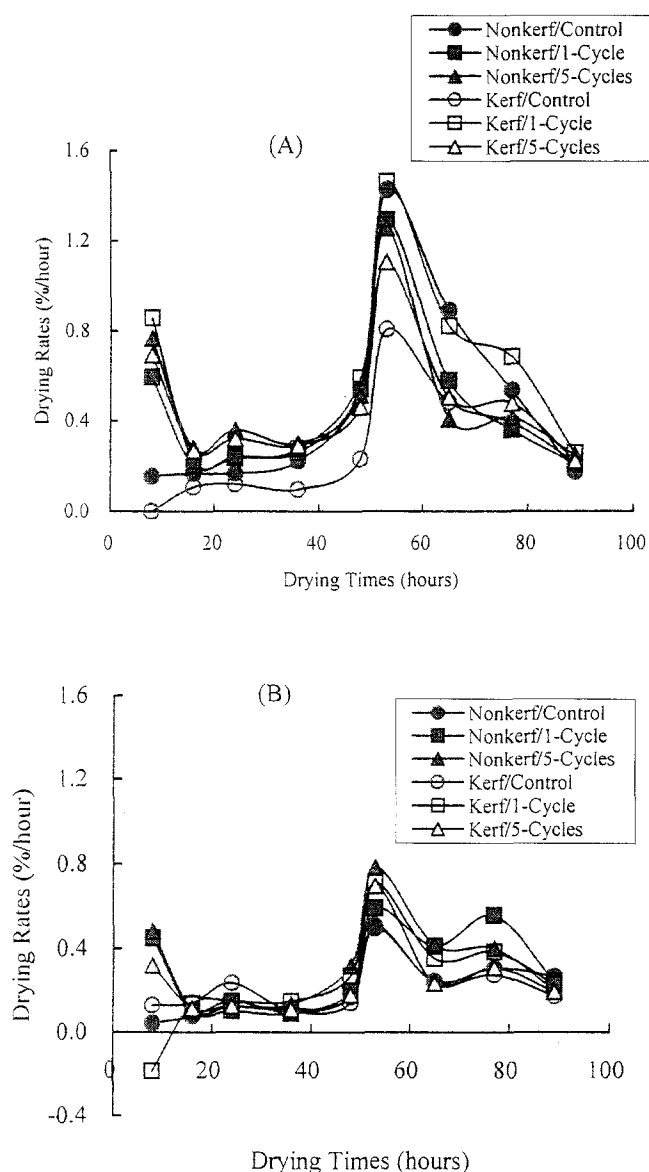 Nonkerf/Control
Nonkerf/1-Cycle
Nonkerf/5-Cycles
Kerf/Control
Kerf/1-Cycle
Kerf/5-Cycles
(A)
1.6
1.2
0.8
0.4
0.0
Drying Rates (%/hour)
0 20 40 60 80 100
Drying Times (hours)
(B)
Nonkerf/Control
Nonkerf/1-Cycle
Nonkerf/5-Cycles
Kerf/Control
Kerf/1-Cycle
Kerf/5-Cycles
1.6
1.2
0.8
0.4
0.0
-0.4
Drying Rates (%/hour)
0 20 40 60 80 100
Drying Times (hours)